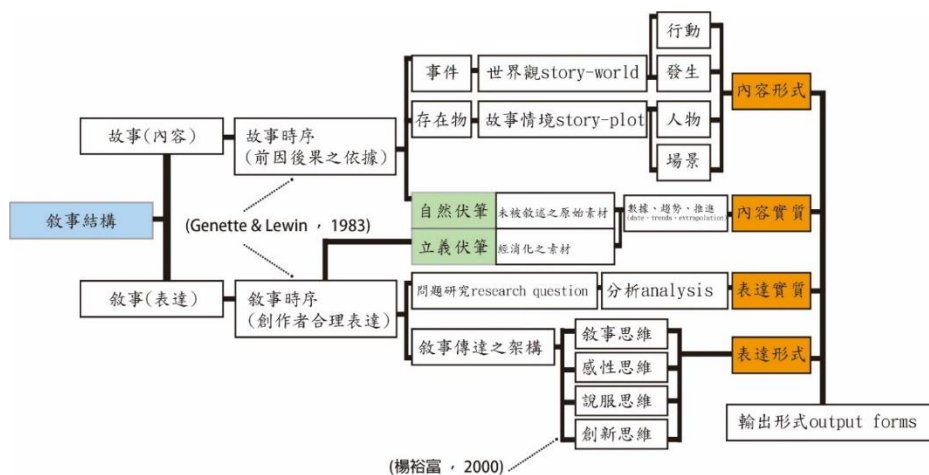 敘事結構
故事(內容)
敘事(表達)
故事時序
(前因後果之依據)
(Genette & Lewin,1983)
敘事時序
(創作者合理表達)
事件
世界觀story-world
存在物
故事情境story-plot
行動
發生
人物
場景
內容形式
自然伏筆
未被敘述之原始素材
立義伏筆
經消化之素材
數據、趨勢、推進
(date、trends、extrapolation)
內容實質
問題研究research question
分析analysis
表達實質
敘事傳達之架構
敘事思維
感性思維
說服思維
創新思維
表達形式
(楊裕富,2000)
輸出形式output forms